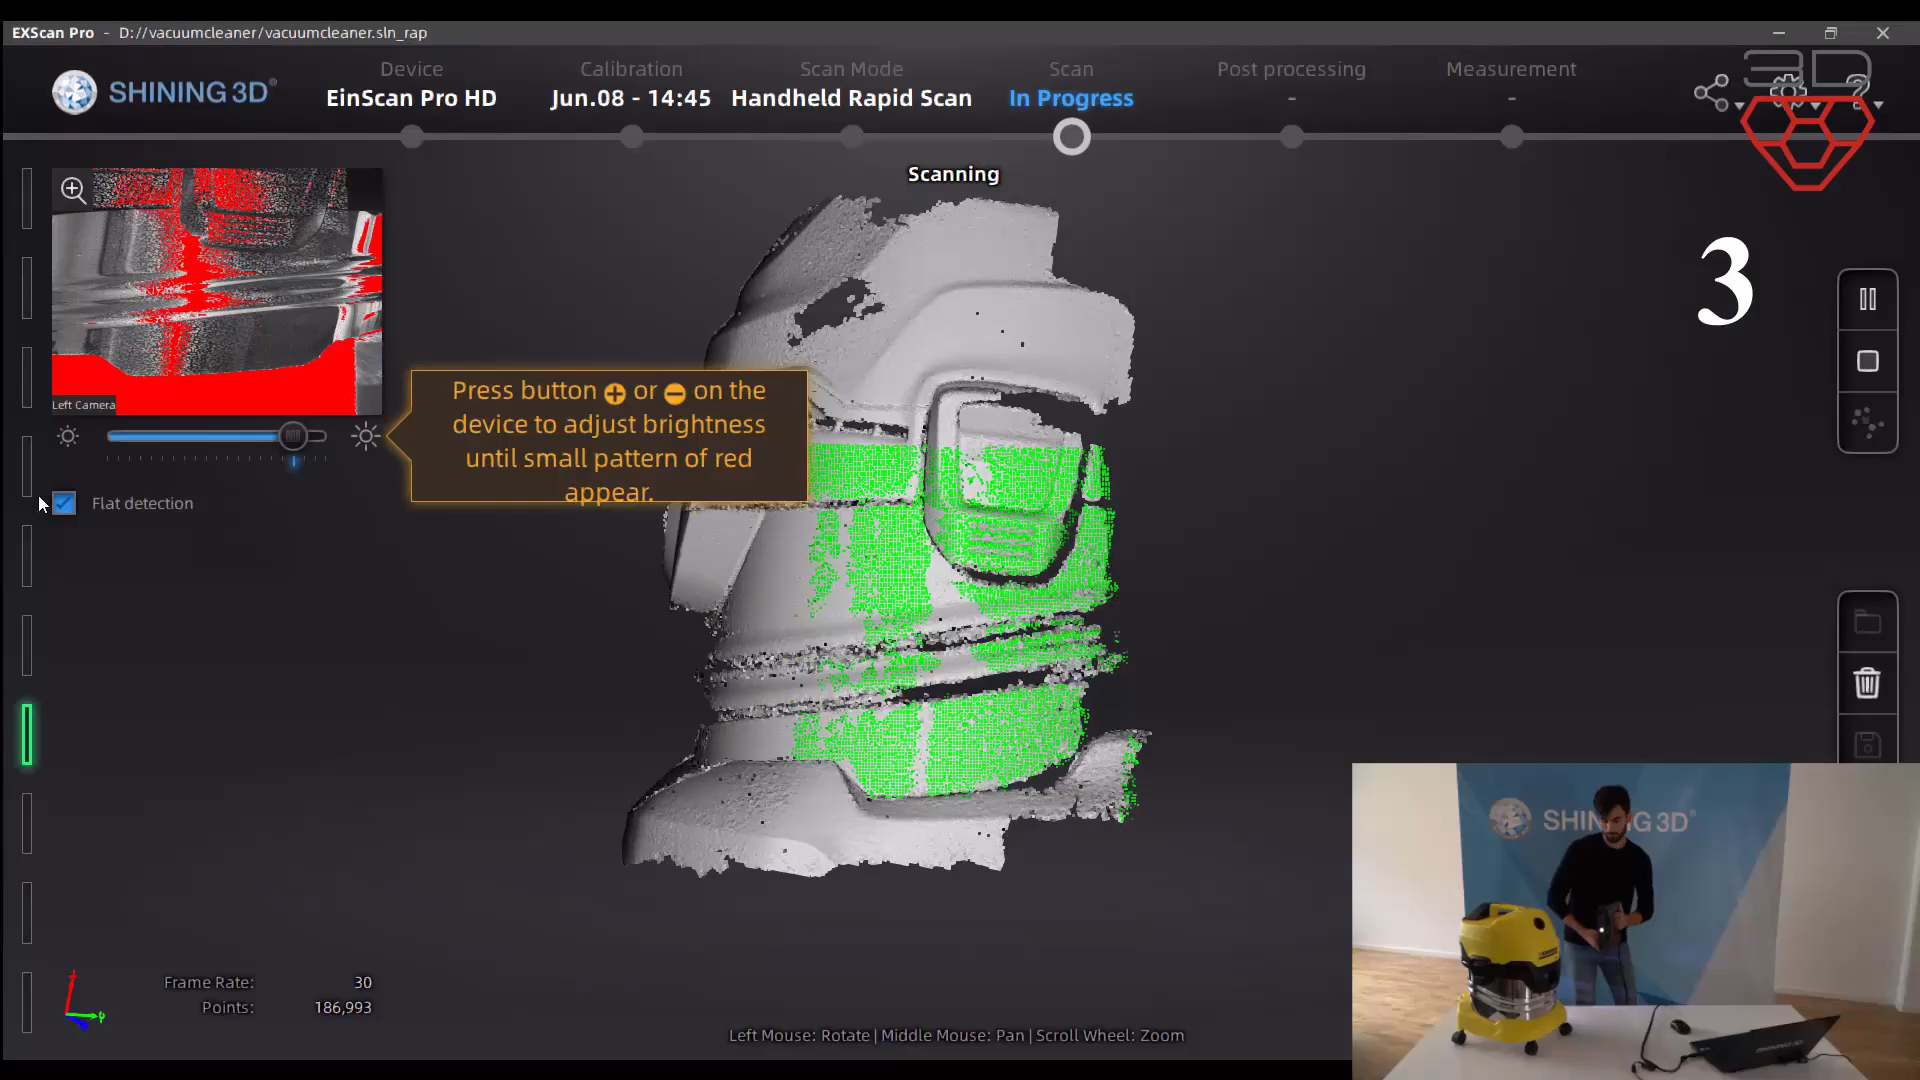 EXScan Pro - D://vacuumcleaner/vacuumcleaner.sln_rap
SHINING 3D®
Device
EinScan Pro HD
Calibration
Jun.08 - 14:45
Scan Mode
Handheld Rapid Scan
Scan
In Progress
Post processing
-
Measurement
-
3D
Scanning
3
Left Camera
Press button + or − on the
device to adjust brightness
until small pattern of red
appear.
Flat detection
Frame Rate: 30
Points: 186,993
Left Mouse: Rotate | Middle Mouse: Pan | Scroll Wheel: Zoom
SHINING 3D®